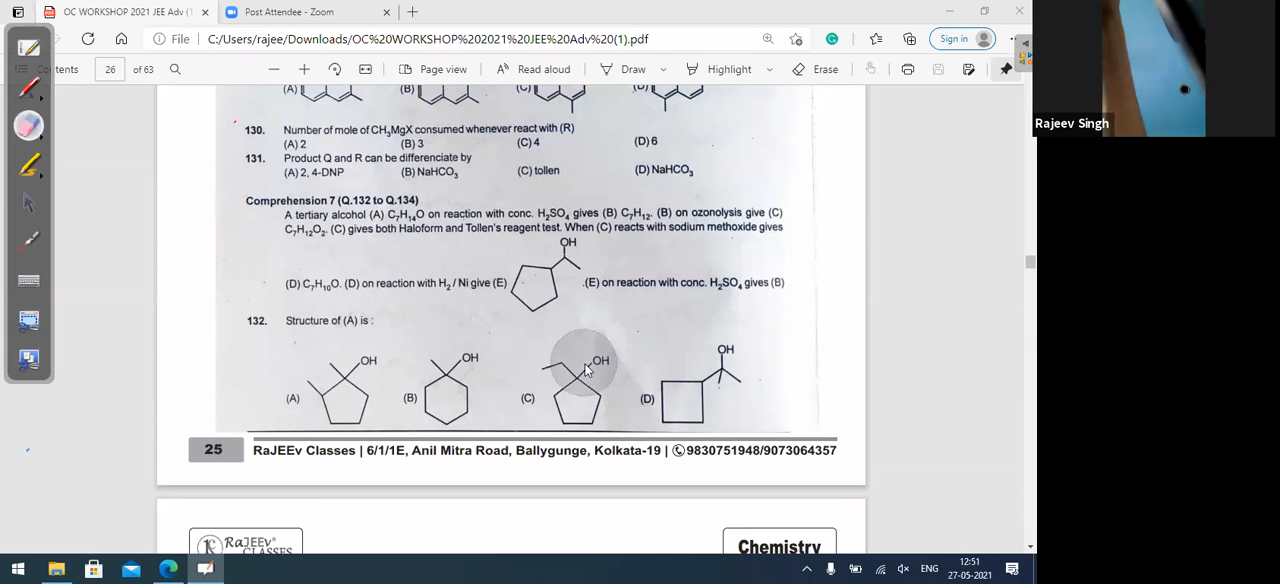 OC WORKSHOP 2021 JEE Adv (1
Post Attendee - Zoom
File
C:/Users/rajee/Downloads/OC%20WORKSHOP%202021%20JEE%20Adv%20(1).pdf
Sign in
Contents
26 of 63
Page view
Read aloud
Draw
Highlight
Erase
Rajeev Singh
(A) (B) (C) (D)
130. Number of mole of CH₃MgX consumed whenever react with (R)
(A) 2 (B) 3 (C) 4 (D) 6
131. Product Q and R can be differenciate by
(A) 2, 4-DNP (B) NaHCO₃ (C) tollen (D) NaHCO₃
Comprehension 7 (Q.132 to Q.134)
A tertiary alcohol (A) C₇H₁₄O on reaction with conc. H₂SO₄ gives (B) C₇H₁₂. (B) on ozonolysis give (C)
C₇H₁₂O₂. (C) gives both Haloform and Tollen's reagent test. When (C) reacts with sodium methoxide gives
OH
(D) C₇H₁₀O. (D) on reaction with H₂ / Ni give (E) .(E) on reaction with conc. H₂SO₄ gives (B)
132. Structure of (A) is :
(A) OH (B) OH (C) OH (D) OH
25 RaJEEv Classes | 6/1/1E, Anil Mitra Road, Ballygunge, Kolkata-19 | 9830751948/9073064357
RAJEEV
CLASSES
Chemistry
ENG
12:51
27-05-2021